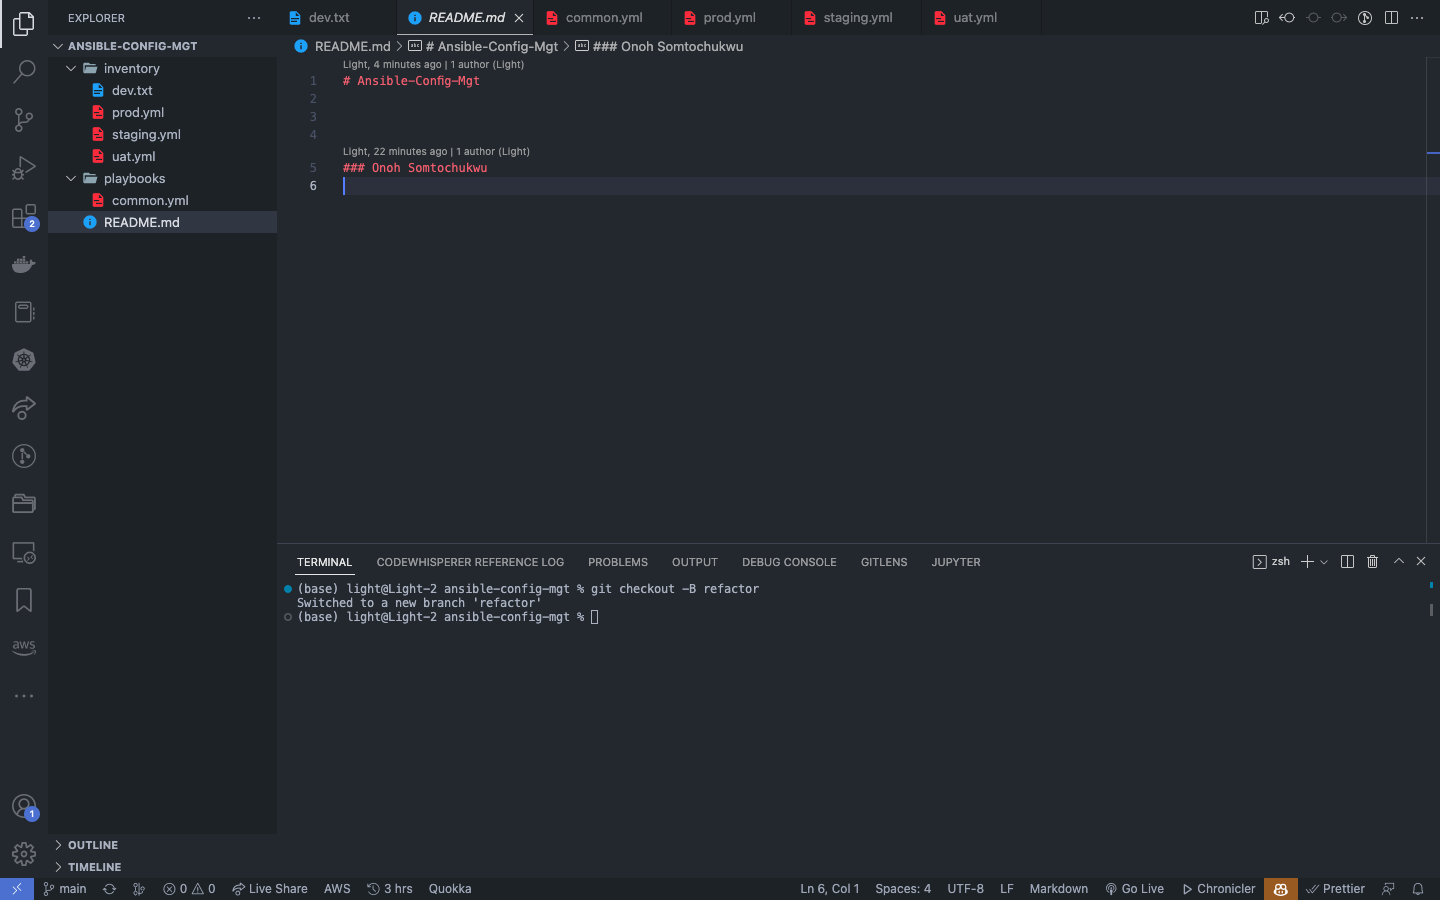 EXPLORER
dev.txt
README.md
common.yml
prod.yml
staging.yml
uat.yml
ANSIBLE-CONFIG-MGT
inventory
dev.txt
prod.yml
staging.yml
uat.yml
playbooks
common.yml
README.md
OUTLINE
TIMELINE
2
aws
1
README.md > # Ansible-Config-Mgt > ### Onoh Somtochukwu
Light, 4 minutes ago | 1 author (Light)
1 # Ansible-Config-Mgt
2
3
4
Light, 22 minutes ago | 1 author (Light)
5 ### Onoh Somtochukwu
6
TERMINAL CODEWHISPERER REFERENCE LOG PROBLEMS OUTPUT DEBUG CONSOLE GITLENS JUPYTER
zsh
(base) light@Light-2 ansible-config-mgt % git checkout -B refactor
Switched to a new branch 'refactor'
(base) light@Light-2 ansible-config-mgt %
main 0 0 Live Share AWS 3 hrs Quokka Ln 6, Col 1 Spaces: 4 UTF-8 LF Markdown Go Live Chronicler Prettier